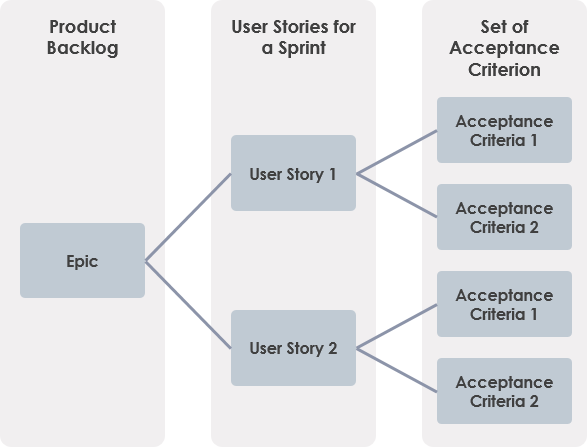 Product
Backlog
User Stories for
a Sprint
Set of
Acceptance
Criterion
Epic
User Story 1
User Story 2
Acceptance
Criteria 1
Acceptance
Criteria 2
Acceptance
Criteria 1
Acceptance
Criteria 2